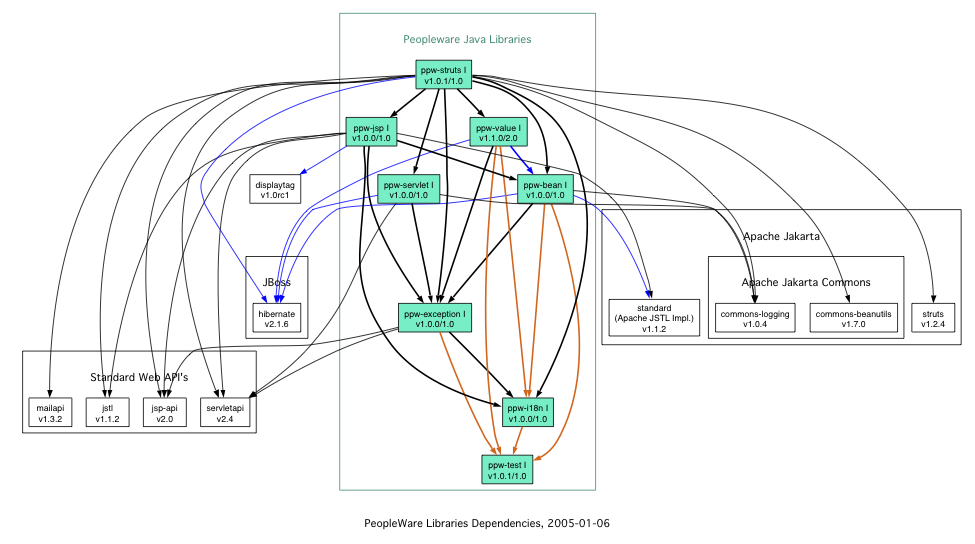 Peopleware Java Libraries
ppw-struts I
v1.0.1/1.0
ppw-jsp I
v1.0.0/1.0
ppw-value I
v1.1.0/2.0
displaytag
v1.0rc1
ppw-servlet I
v1.0.0/1.0
ppw-bean I
v1.0.0/1.0
Apache Jakarta
JBoss
Apache Jakarta Commons
hibernate
v2.1.6
ppw-exception I
v1.0.0/1.0
standard
(Apache JSTL Impl.)
v1.1.2
commons-logging
v1.0.4
commons-beanutils
v1.7.0
struts
v1.2.4
Standard Web API's
mailapi
v1.3.2
jstl
v1.1.2
jsp-api
v2.0
servletapi
v2.4
ppw-i18n I
v1.0.0/1.0
ppw-test I
v1.0.1/1.0
PeopleWare Libraries Dependencies, 2005-01-06